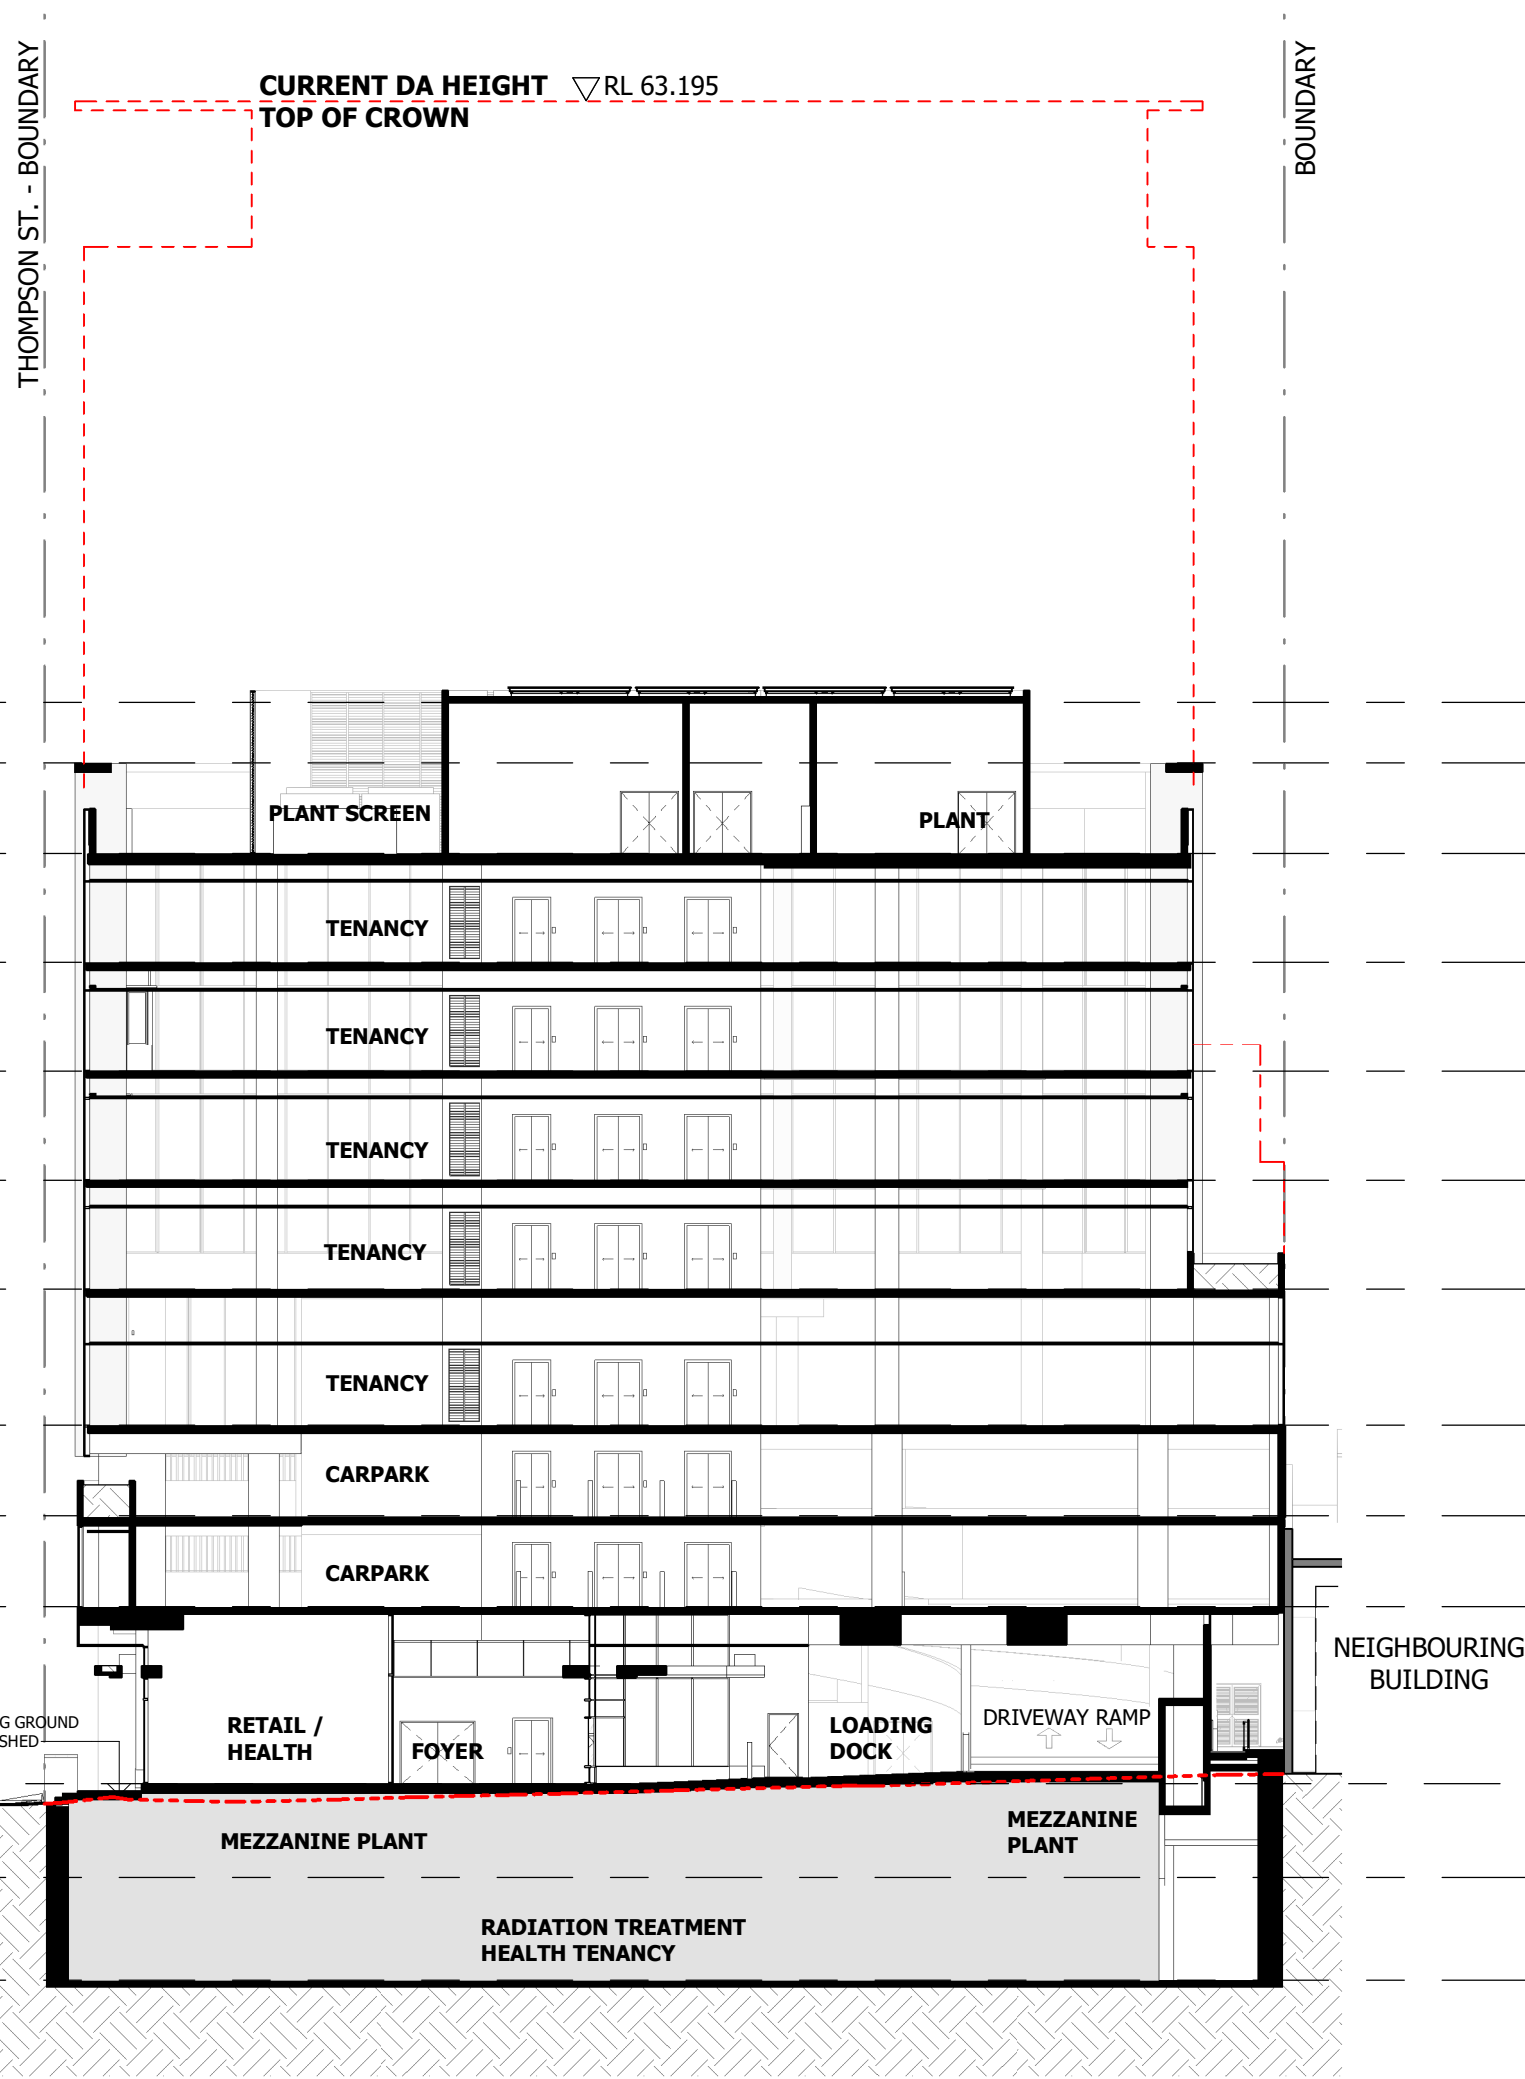 THOMPSON ST. - BOUNDARY
CURRENT DA HEIGHT RL 63.195
TOP OF CROWN
BOUNDARY
PLANT SCREEN
PLANT
TENANCY
TENANCY
TENANCY
TENANCY
TENANCY
CARPARK
CARPARK
NEIGHBOURING
BUILDING
G GROUND
SHED
RETAIL /
HEALTH
FOYER
LOADING
DOCK
DRIVEWAY RAMP
MEZZANINE PLANT
MEZZANINE
PLANT
RADIATION TREATMENT
HEALTH TENANCY